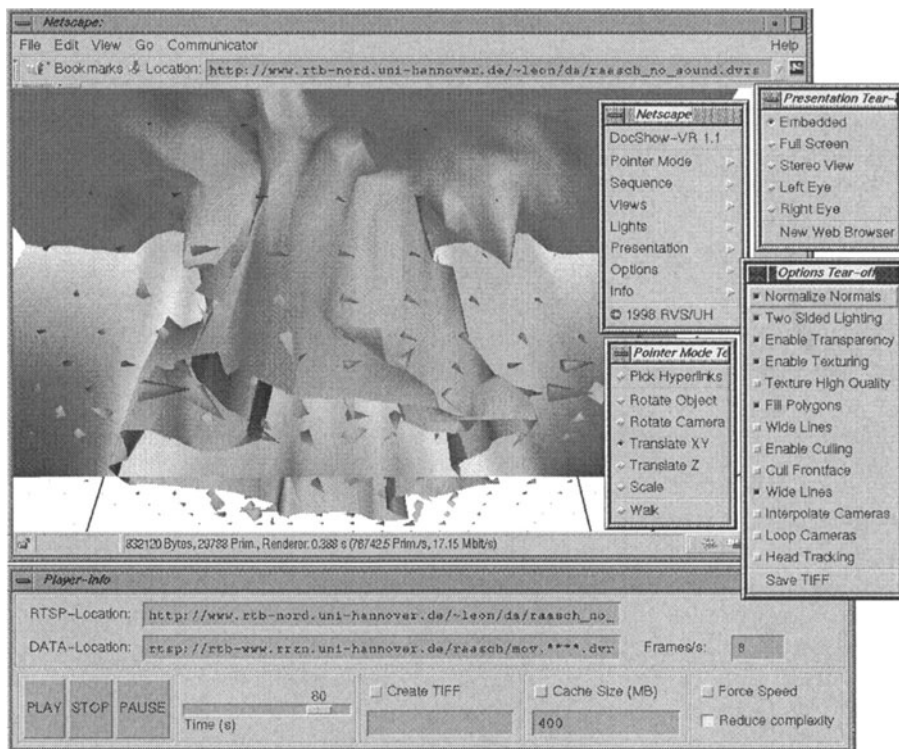 Netscape:
File Edit View Go Communicator Help
Bookmarks Location: http://www.rtb-nord.uni-hannover.de/~leon/da/raasch_no_sound.dvrs
Netscape
DocShow-VR 1.1
Pointer Mode
Sequence
Views
Lights
Presentation
Options
Info
© 1998 RVS/UH
Presentation Tear-
Embedded
Full Screen
Stereo View
Left Eye
Right Eye
New Web Browser
Options Tear-off
Normalize Normals
Two Sided Lighting
Enable Transparency
Enable Texturing
Texture High Quality
Fill Polygons
Wide Lines
Enable Culling
Cull Frontface
Wide Lines
Interpolate Cameras
Loop Cameras
Head Tracking
Save TIFF
Pointer Mode Te
Pick Hyperlinks
Rotate Object
Rotate Camera
Translate XY
Translate Z
Scale
Walk
832120 Bytes, 29788 Prim., Renderer: 0.388 s (76742.5 Prim./s, 17.15 Mbit/s)
Player-Info
RTSP-Location: http://www.rtb-nord.uni-hannover.de/~leon/da/raasch_no_
DATA-Location: rtsp://rtb-www.rrzn.uni-hannover.de/raasch/mov.****.dvr Frames/s: 8
PLAY STOP PAUSE
80
Time (s)
Create TIFF
Cache Size (MB)
400
Force Speed
Reduce complexity